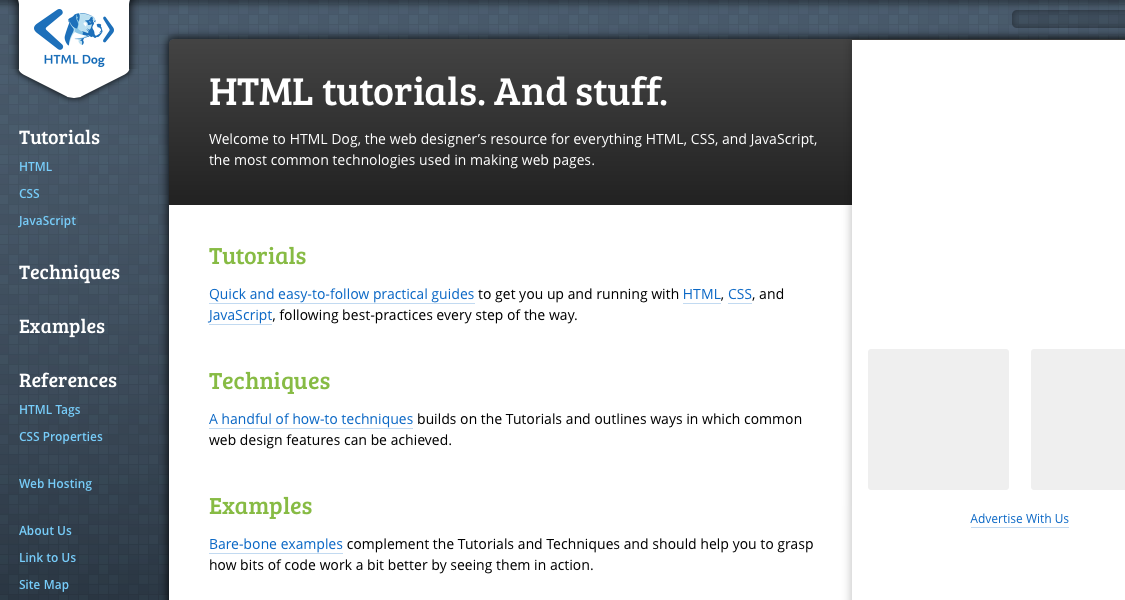 HTML Dog
Tutorials
HTML
CSS
JavaScript
Techniques
Examples
References
HTML Tags
CSS Properties
Web Hosting
About Us
Link to Us
Site Map
HTML tutorials. And stuff.
Welcome to HTML Dog, the web designer’s resource for everything HTML, CSS, and JavaScript,
the most common technologies used in making web pages.
Tutorials
Quick and easy-to-follow practical guides to get you up and running with HTML, CSS, and
JavaScript, following best-practices every step of the way.
Techniques
A handful of how-to techniques builds on the Tutorials and outlines ways in which common
web design features can be achieved.
Examples
Bare-bone examples complement the Tutorials and Techniques and should help you to grasp
how bits of code work a bit better by seeing them in action.
Advertise With Us